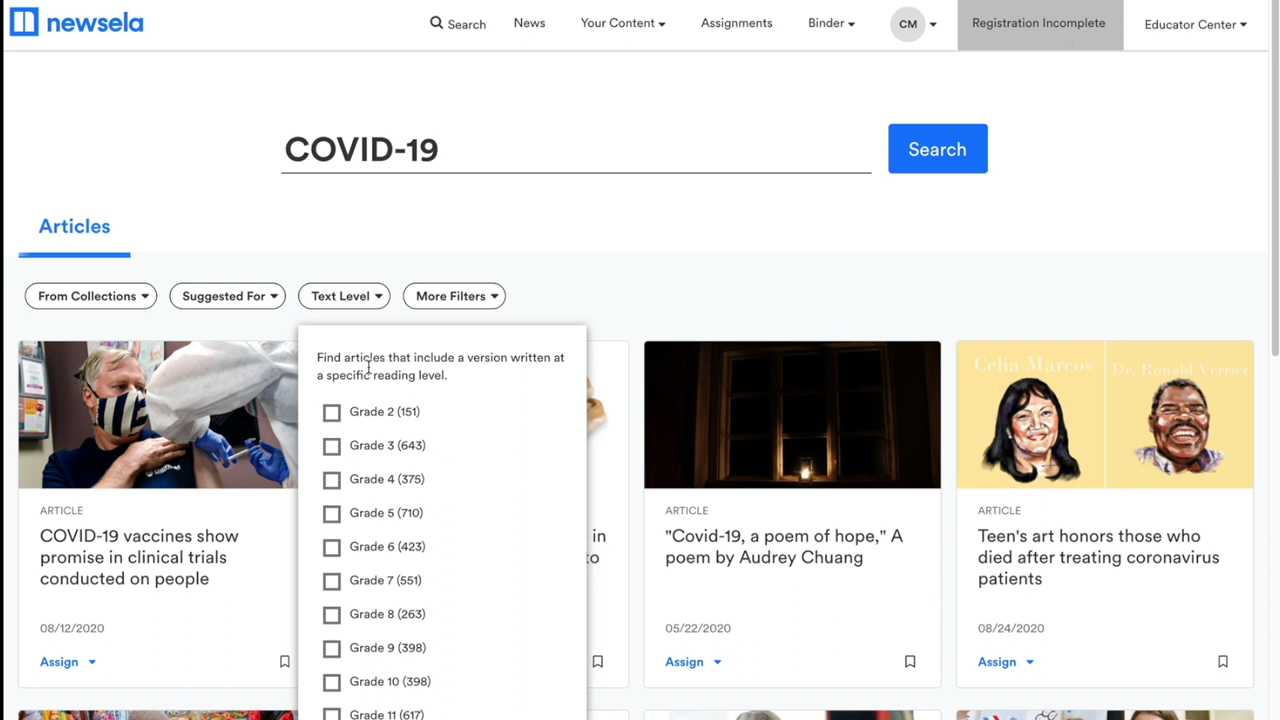 newsela
Search
News
Your Content
Assignments
Binder
CM
Registration Incomplete
Educator Center
COVID-19
Search
Articles
From Collections
Suggested For
Text Level
More Filters
Find articles that include a version written at
a specific reading level.
Grade 2 (151)
Grade 3 (643)
Grade 4 (375)
Grade 5 (710)
Grade 6 (423)
Grade 7 (551)
Grade 8 (263)
Grade 9 (398)
Grade 10 (398)
Grade 11 (617)
ARTICLE
COVID-19 vaccines show
promise in clinical trials
conducted on people
08/12/2020
Assign
in
to
ARTICLE
"Covid-19, a poem of hope," A
poem by Audrey Chuang
05/22/2020
Assign
Celia Marcos
Dr. Ronald Verrier
ARTICLE
Teen's art honors those who
died after treating coronavirus
patients
08/24/2020
Assign